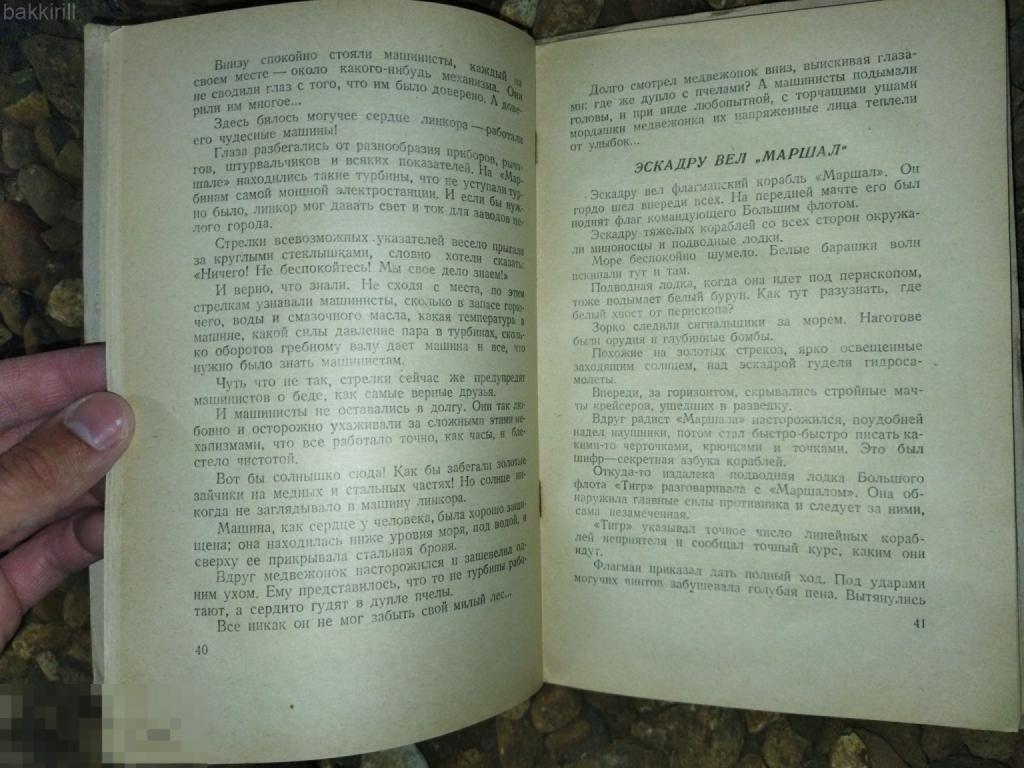 bakkirill
Внизу спокойно стояли машинисты, каждый на
своем месте — около какого-нибудь механизма. Они
не сводили глаз с того, что им было доверено. А дове-
рили им многое...
Здесь билось могучее сердце линкора — работали
его чудесные машины!
Глаза разбегались от разнообразия приборов, рыча-
гов, штурвальчиков и всяких показателей. На «Мар-
шале» находились такие турбины, что не уступали тур-
бинам самой мощной электростанции. И если бы нуж-
но было, линкор мог давать свет и ток для заводов це-
лого города.
Стрелки всевозможных указателей весело прыгали
за круглыми стеклышками, словно хотели сказать:
«Ничего! Не беспокойтесь! Мы свое дело знаем!»
И верно, что знали. Не сходя с места, по этим
стрелкам узнавали машинисты, сколько в запасе горю-
чего, воды и смазочного масла, какая температура в
машине, какой силы давление пара в турбинах, сколь-
ко оборотов гребному валу дает машина и все, что
нужно было знать машинистам.
Чуть что не так, стрелки сейчас же предупредят
машинистов о беде, как самые верные друзья.
И машинисты не оставались в долгу. Они так лю-
бовно и осторожно ухаживали за сложными этими ме-
ханизмами, что все работало точно, как часы, и бле-
стело чистотой.
Вот бы солнышко сюда! Как бы забегали золотые
зайчики на медных и стальных частях! Но солнце ни-
когда не заглядывало в машину линкора.
Машина, как сердце у человека, была хорошо защи-
щена; она находилась ниже уровня моря, под водой, и
сверху ее прикрывала стальная броня.
Вдруг медвежонок насторожился и зашевелил од-
ним ухом. Ему представилось, что то не турбины рабо-
тают, а сердито гудят в дупле пчелы.
Все никак он не мог забыть свой милый лес...
40
Долго смотрел медвежонок вниз, выискивая глаза-
ми: где же дупло с пчелами? А машинисты подымали
головы, и при виде любопытной, с торчащими ушами
мордашки медвежонка их напряженные лица теплели
от улыбок...
ЭСКАДРУ ВЕЛ „МАРШАЛ“
Эскадру вел флагманский корабль «Маршал». Он
гордо шел впереди всех. На передней мачте его был
поднят флаг командующего Большим флотом.
Эскадру тяжелых кораблей со всех сторон окружа-
ли миноносцы и подводные лодки.
Море беспокойно шумело. Белые барашки волн
вскипали тут и там.
Подводная лодка, когда она идет под перископом,
тоже подымает белый бурун. Как тут разузнать, где
белый хвост от перископа?
Зорко следили сигнальщики за морем. Наготове
были орудия и глубинные бомбы.
Похожие на золотых стрекоз, ярко освещенные
заходящим солнцем, над эскадрой гудели гидроса-
молеты.
Впереди, за горизонтом, скрывались стройные мач-
ты крейсеров, ушедших в разведку.
Вдруг радист «Маршала» насторожился, поудобней
надел наушники, потом стал быстро-быстро писать ка-
кими-то черточками, крючками и точками. Это был
шифр—секретная азбука кораблей.
Откуда-то издалека подводная лодка Большого
флота «Тигр» разговаривала с «Маршалом». Она об-
наружила главные силы противника и следует за ними,
сама незамеченная.
«Тигр» указывал точное число линейных кораб-
лей неприятеля и сообщал точный курс, каким они
идут.
Флагман приказал дать полный ход. Под ударами
могучих винтов забушевала голубая пена. Вытянулись
41